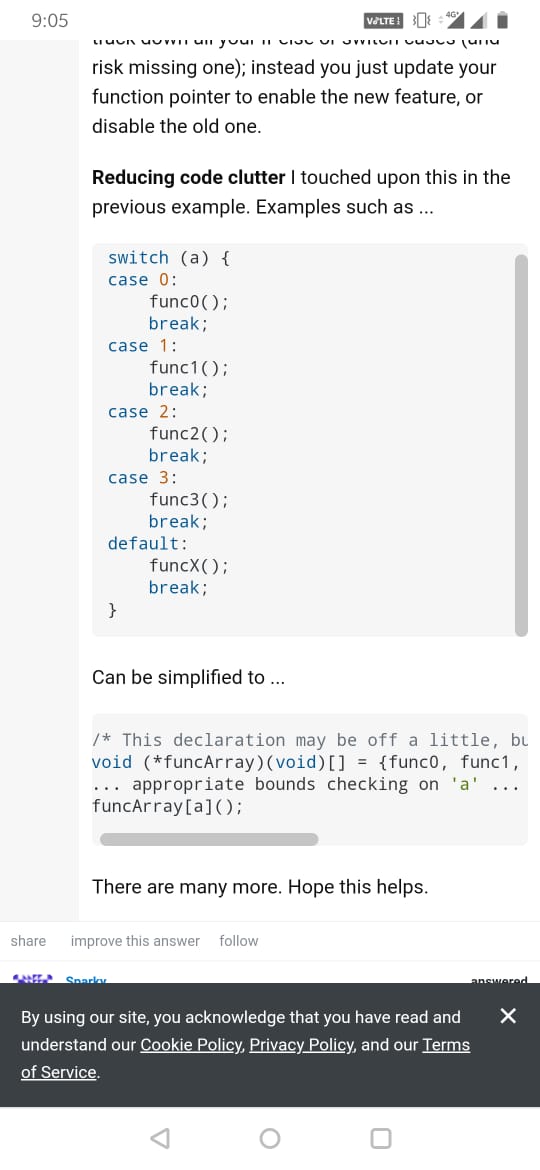 9:05
VoLTE
4G+
risk missing one); instead you just update your
function pointer to enable the new feature, or
disable the old one.
Reducing code clutter I touched upon this in the
previous example. Examples such as ...
switch (a) {
case 0:
func0();
break;
case 1:
func1();
break;
case 2:
func2();
break;
case 3:
func3();
break;
default:
funcX();
break;
}
Can be simplified to ...
/* This declaration may be off a little, bu
void (*funcArray)(void)[] = {func0, func1,
... appropriate bounds checking on 'a' ...
funcArray[a]();
There are many more. Hope this helps.
share improve this answer follow
Sparky answered
By using our site, you acknowledge that you have read and
understand our Cookie Policy, Privacy Policy, and our Terms
of Service.